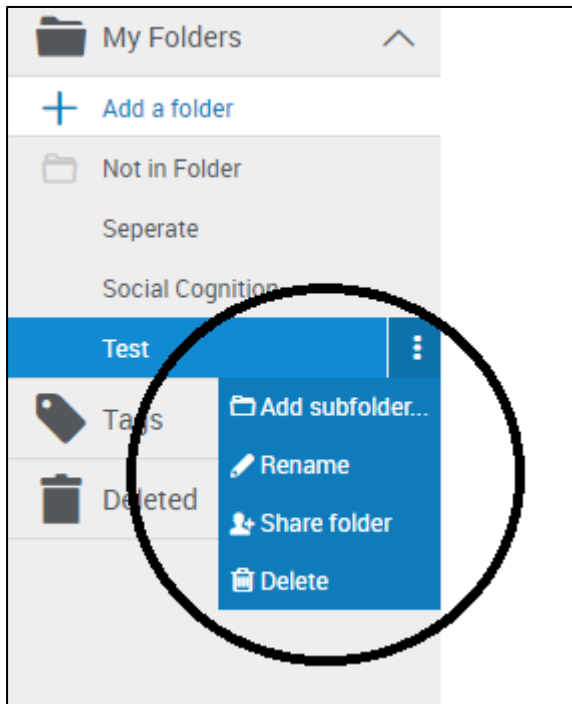 My Folders
Add a folder
Not in Folder
Seperate
Social Cognition
Test
Tags
Add subfolder...
Rename
Deleted
Share folder
Delete